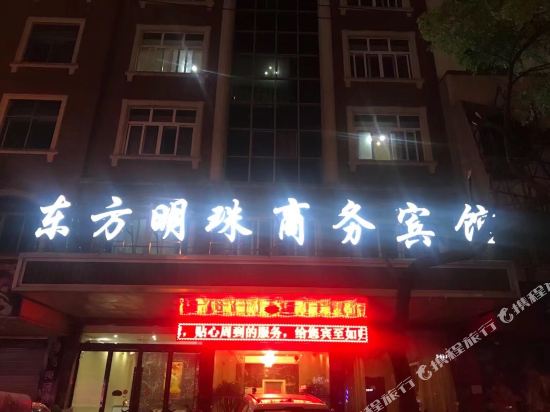 东方明珠商务宾馆
，贴心周到的服务，给您宾至如归
携程旅行